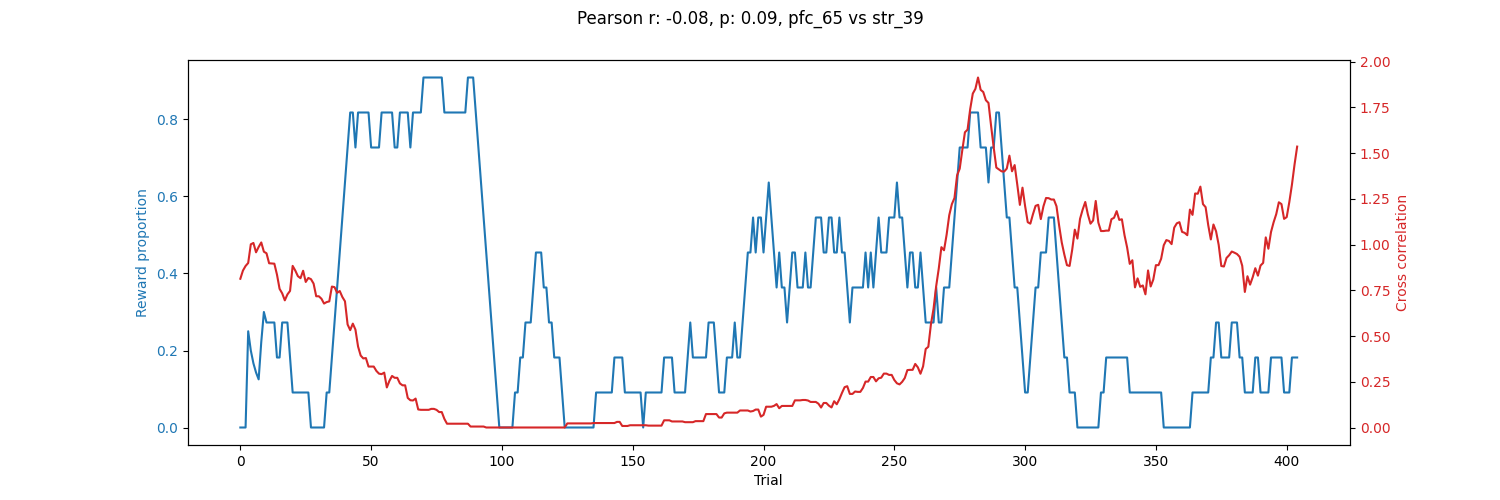 Pearson r: -0.08, p: 0.09, pfc_65 vs str_39
2.00
1.75
1.50
1.25
1.00
0.75
0.50
0.25
0.00
Cross correlation
0.8
0.6
0.4
0.2
0.0
Reward proportion
0 50 100 150 200 250 300 350 400
Trial